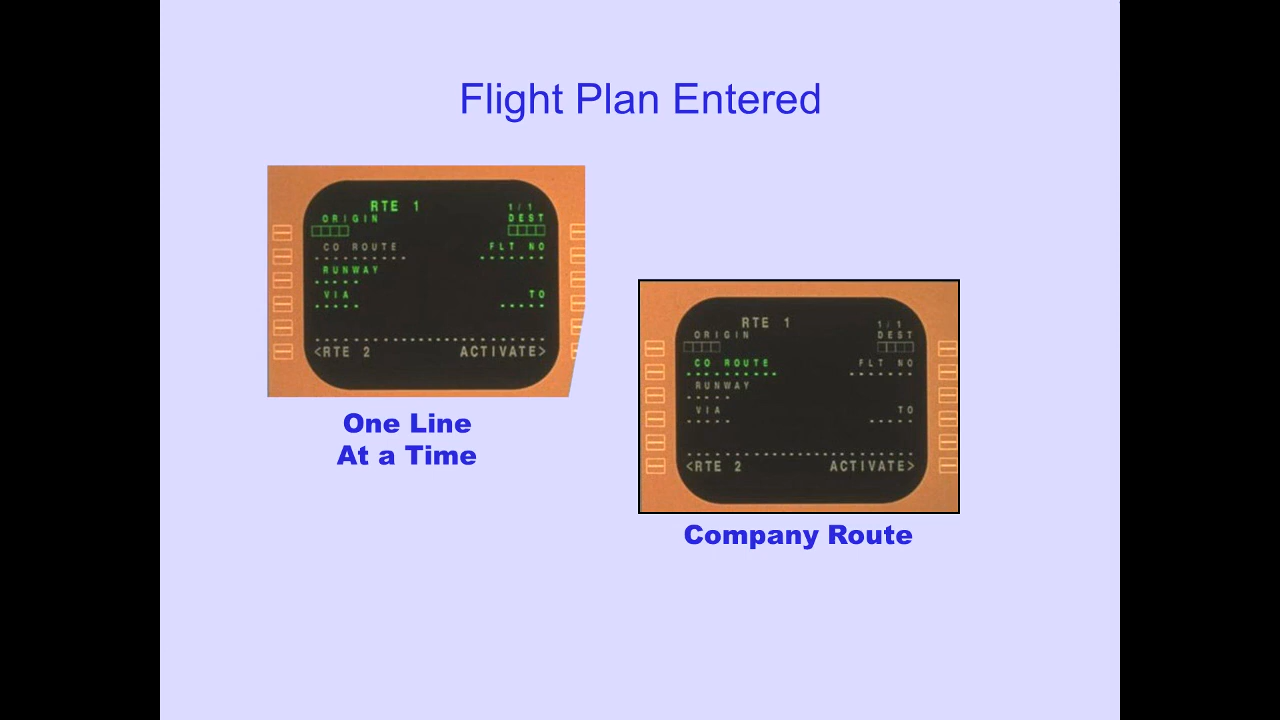 Flight Plan Entered
RTE 1 1/1
ORIGIN DEST
CO ROUTE FLT NO
RUNWAY
VIA TO
<RTE 2 ACTIVATE>
One Line
At a Time
RTE 1 1/1
ORIGIN DEST
CO ROUTE FLT NO
RUNWAY
VIA TO
<RTE 2 ACTIVATE>
Company Route